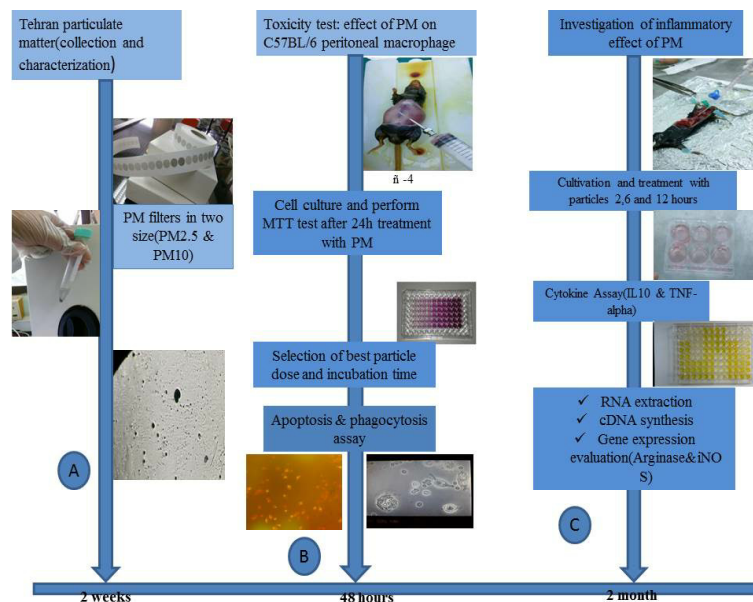 Tehran particulate
matter(collection and
characterization)
PM filters in two
size(PM2.5 &
PM10)
A
2 weeks
Toxicity test: effect of PM on
C57BL/6 peritoneal macrophage
ñ -4
Cell culture and perform
MTT test after 24h treatment
with PM
Selection of best particle
dose and incubation time
Apoptosis & phagocytosis
assay
B
48 hours
Investigation of inflammatory
effect of PM
Cultivation and treatment with
particles 2,6 and 12 hours
Cytokine Assay(IL10 & TNF-
alpha)
✓ RNA extraction
✓ cDNA synthesis
✓ Gene expression
evaluation(Arginase&iNO
S)
C
2 month